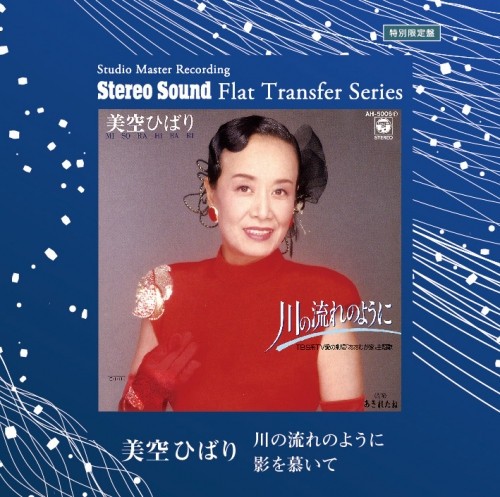 特別限定盤
Studio Master Recording
Stereo Sound Flat Transfer Series
美空ひばり
MI SO RA HI BA RI
AH-5005
STEREO
川の流れのように
あきれたね
美空ひばり
川の流れのように
影を慕いて